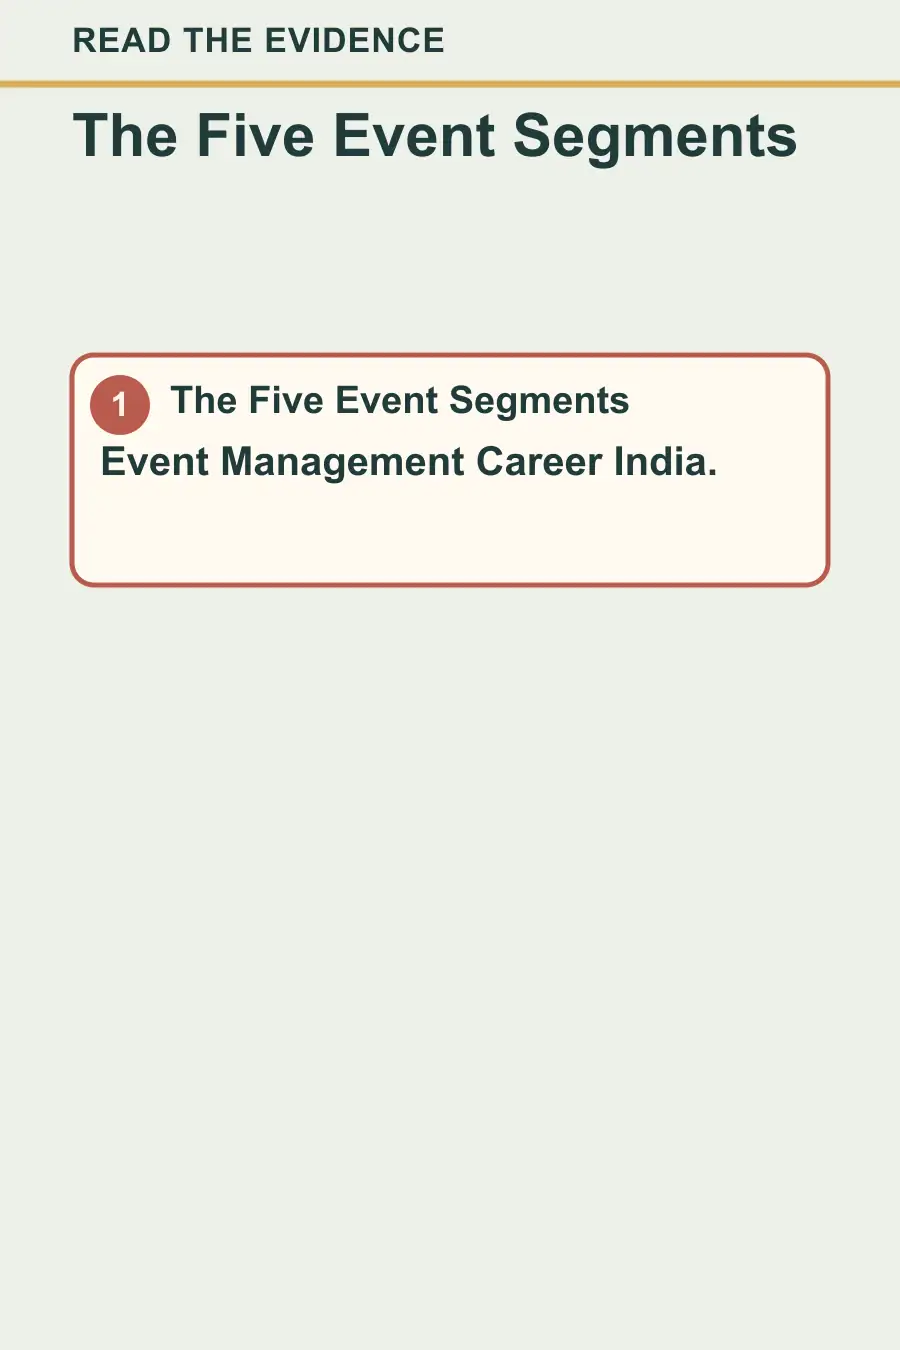 READ THE EVIDENCE
The Five Event Segments
1 The Five Event Segments
Event Management Career India.